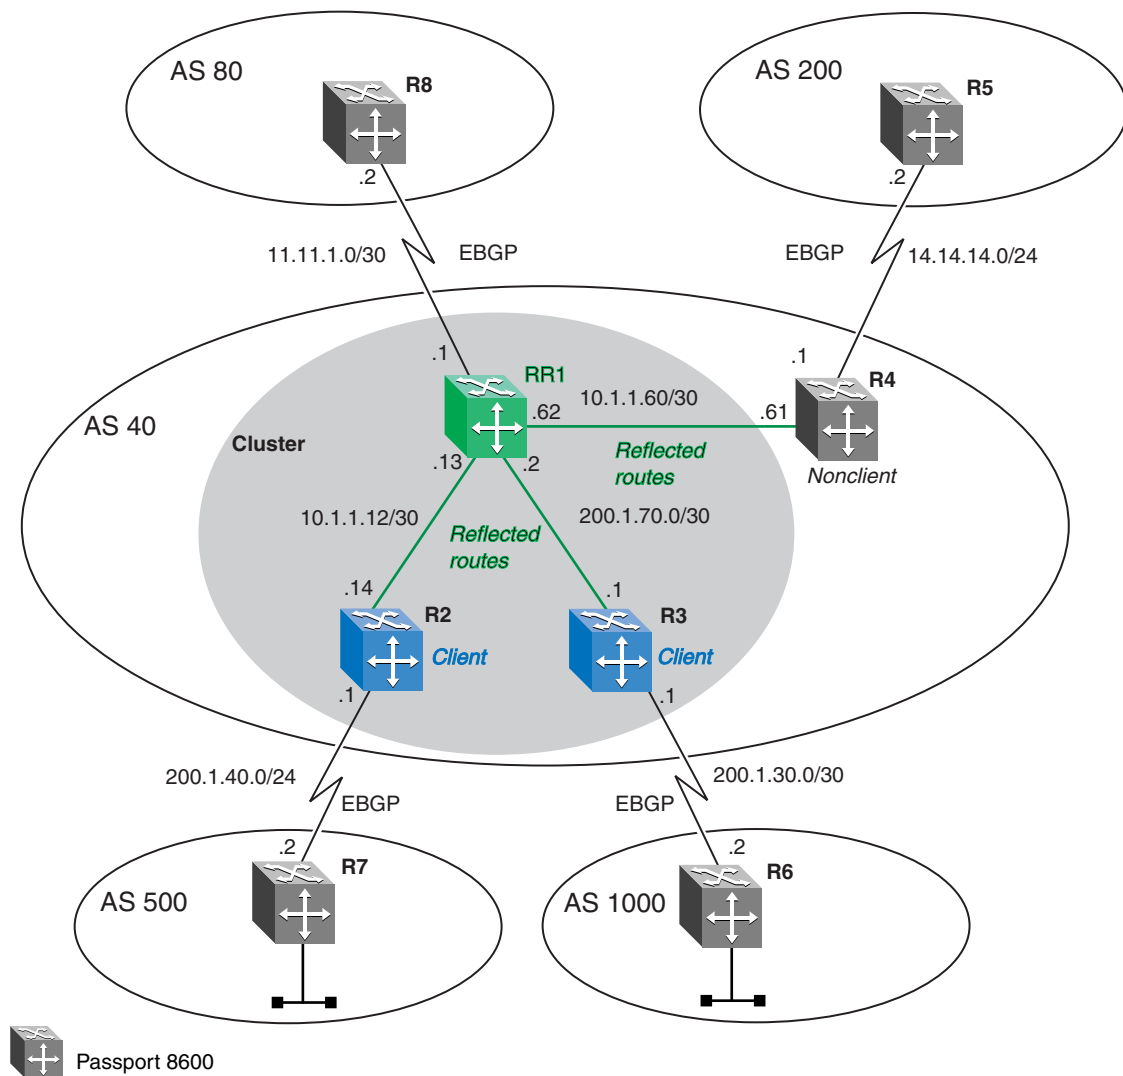 AS 80
R8
.2
AS 200
R5
.2
11.11.1.0/30
EBGP
EBGP
14.14.14.0/24
.1
RR1
.1
R4
AS 40
Cluster
.62
10.1.1.60/30
.61
.13
.2
Reflected
routes
Nonclient
10.1.1.12/30
200.1.70.0/30
Reflected
routes
.14
R2
Client
.1
.1
R3
Client
.1
200.1.40.0/24
EBGP
200.1.30.0/30
EBGP
.2
R7
AS 500
.2
R6
AS 1000
Passport 8600